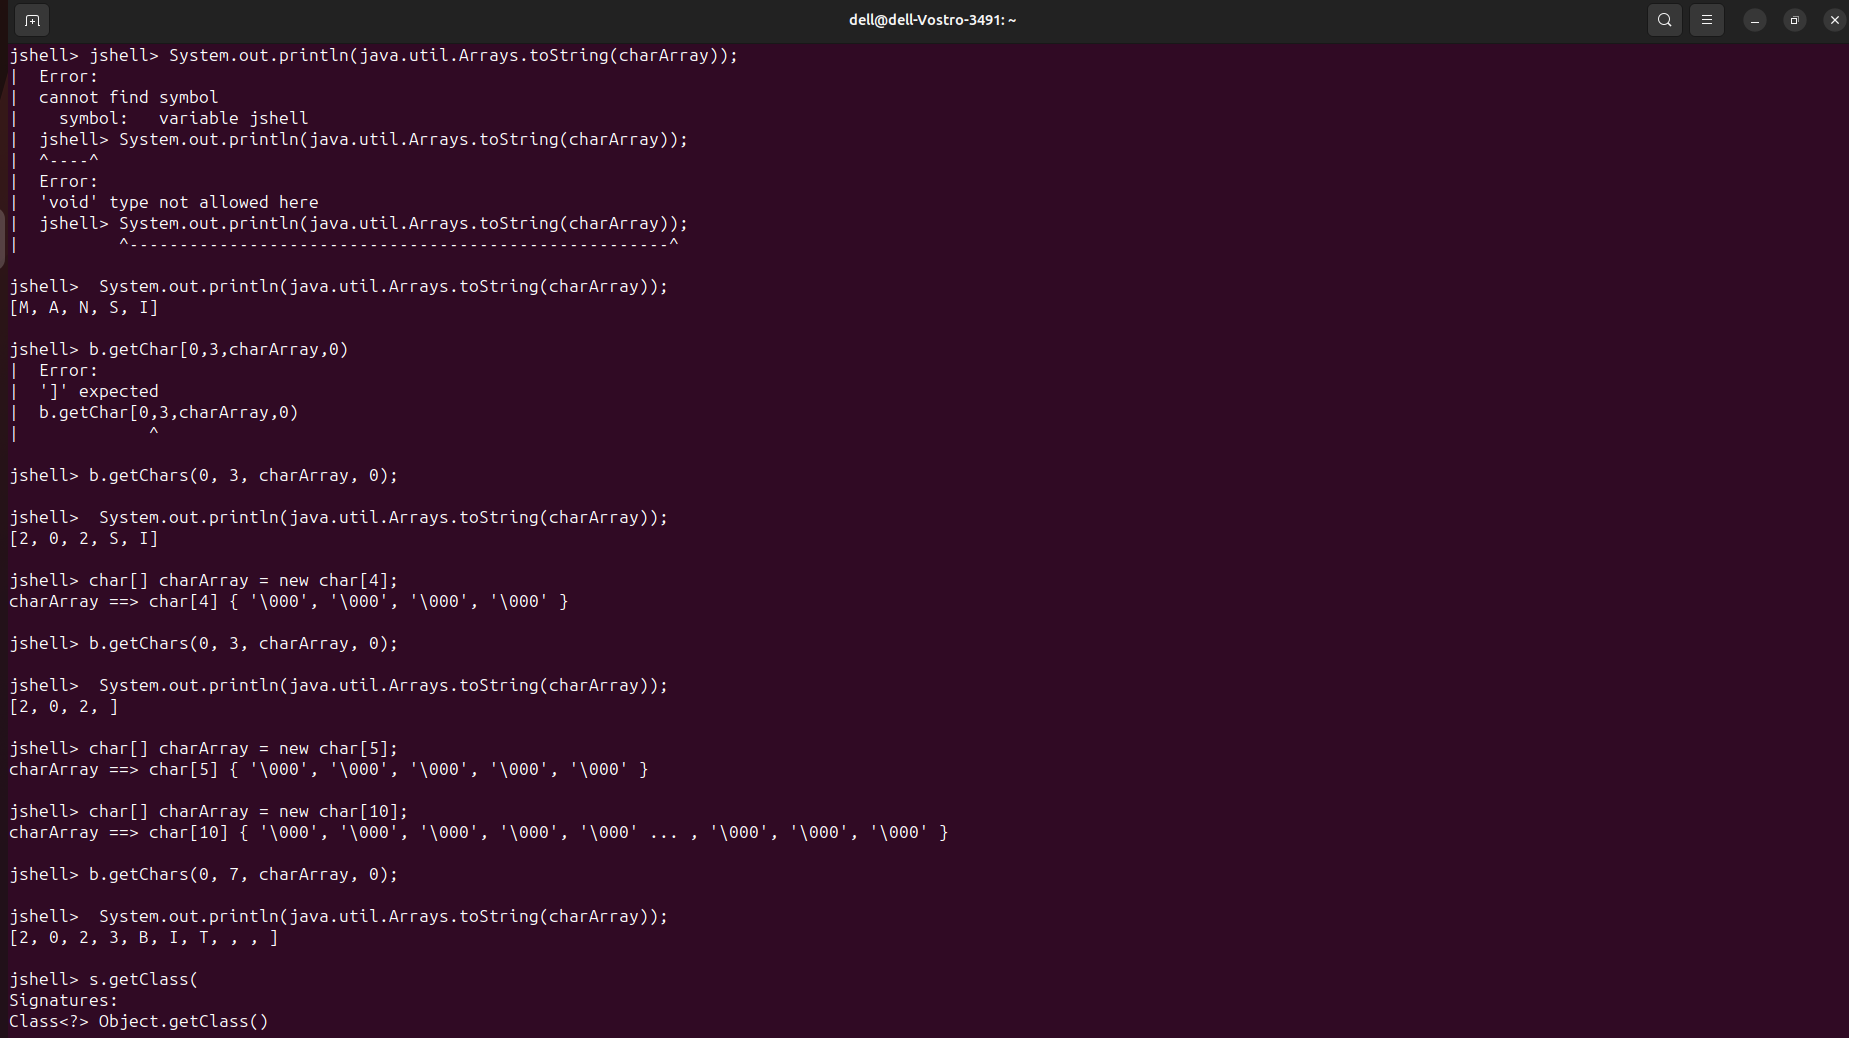 dell@dell-Vostro-3491: ~
jshell> jshell> System.out.println(java.util.Arrays.toString(charArray));
|  Error:
|  cannot find symbol
|    symbol:   variable jshell
|  jshell> System.out.println(java.util.Arrays.toString(charArray));
|  ^----^
|  Error:
|  'void' type not allowed here
|  jshell> System.out.println(java.util.Arrays.toString(charArray));
|          ^------------------------------------------------------^
jshell>  System.out.println(java.util.Arrays.toString(charArray));
[M, A, N, S, I]
jshell> b.getChar[0,3,charArray,0)
|  Error:
|  ']' expected
|  b.getChar[0,3,charArray,0)
|             ^
jshell> b.getChars(0, 3, charArray, 0);
jshell>  System.out.println(java.util.Arrays.toString(charArray));
[2, 0, 2, S, I]
jshell> char[] charArray = new char[4];
charArray ==> char[4] { '\000', '\000', '\000', '\000' }
jshell> b.getChars(0, 3, charArray, 0);
jshell>  System.out.println(java.util.Arrays.toString(charArray));
[2, 0, 2, ]
jshell> char[] charArray = new char[5];
charArray ==> char[5] { '\000', '\000', '\000', '\000', '\000' }
jshell> char[] charArray = new char[10];
charArray ==> char[10] { '\000', '\000', '\000', '\000', '\000' ... , '\000', '\000', '\000' }
jshell> b.getChars(0, 7, charArray, 0);
jshell>  System.out.println(java.util.Arrays.toString(charArray));
[2, 0, 2, 3, B, I, T, , , ]
jshell> s.getClass(
Signatures:
Class<?> Object.getClass()